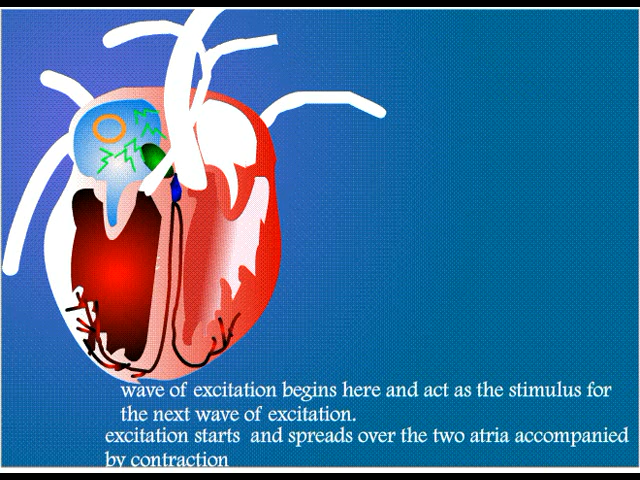 wave of excitation begins here and act as the stimulus for
the next wave of excitation.
excitation starts and spreads over the two atria accompanied
by contraction